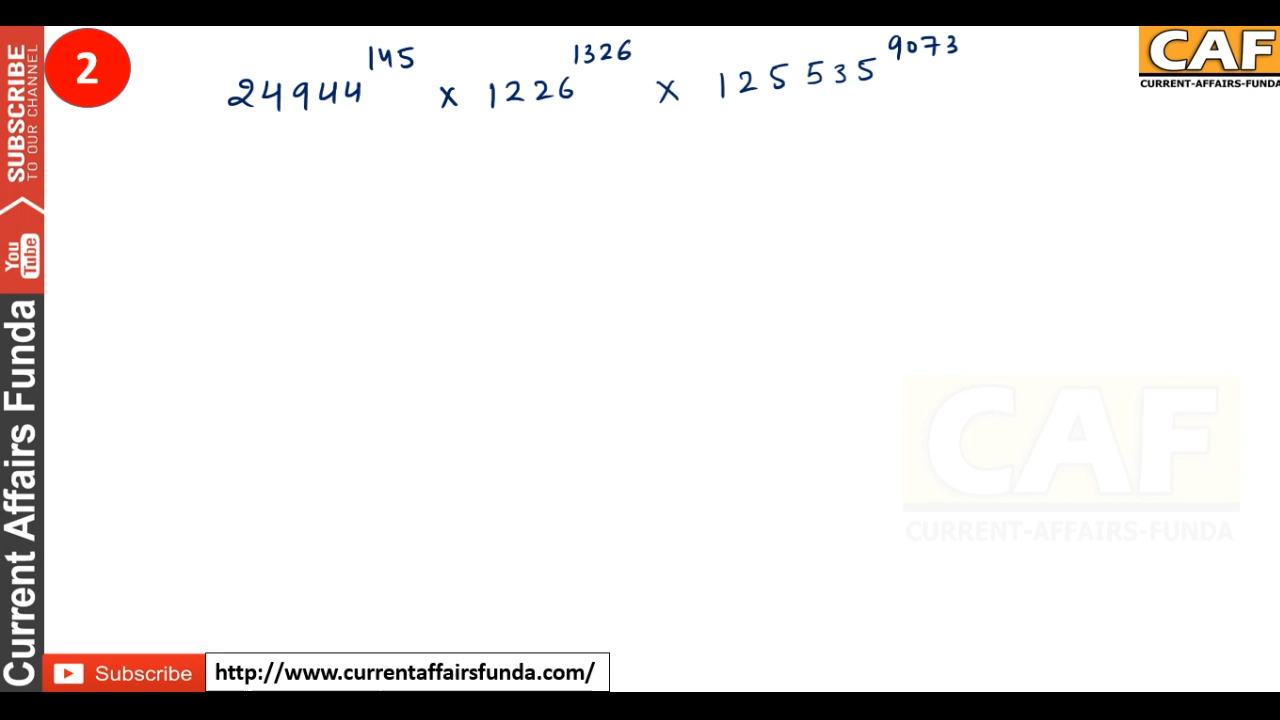 2
24944^145 x 1226^1326 x 125535^9073
CAF
CURRENT-AFFAIRS-FUNDA
SUBSCRIBE
TO OUR CHANNEL
You
Tube
Current Affairs Funda
CAF
CURRENT-AFFAIRS-FUNDA
Subscribe
http://www.currentaffairsfunda.com/